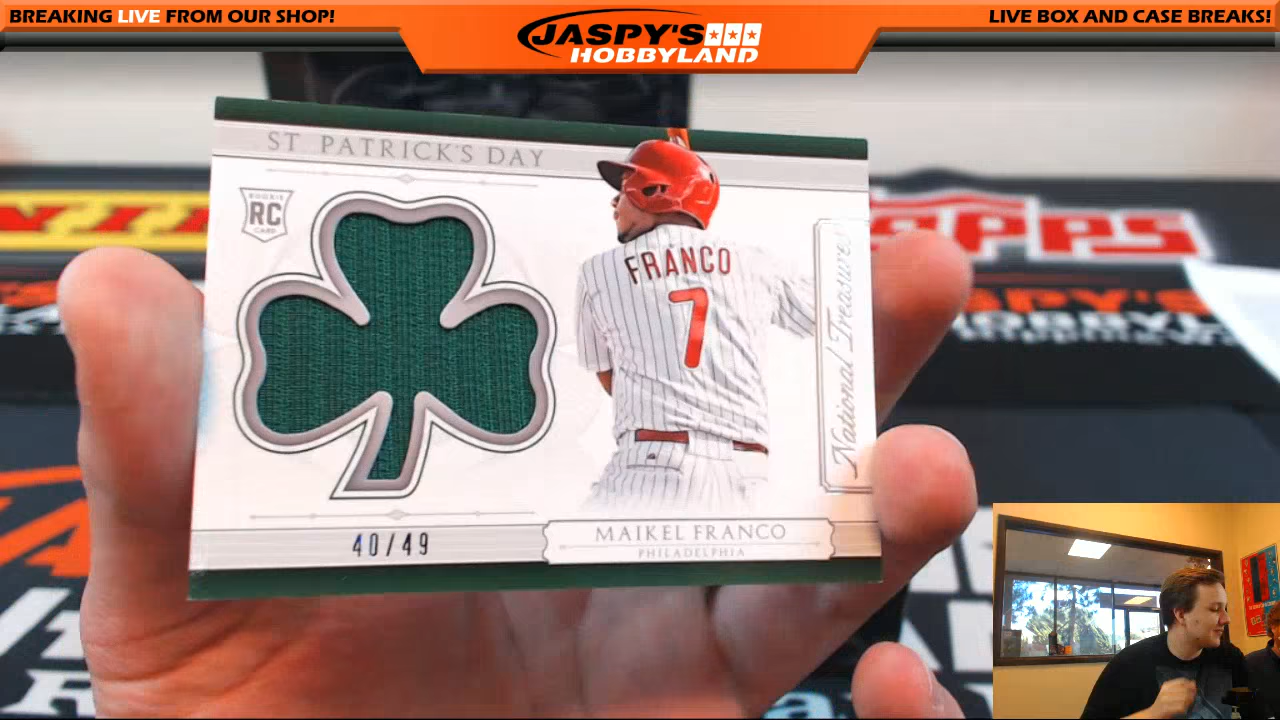 BREAKING LIVE FROM OUR SHOP!
JASPY'S
HOBBYLAND
LIVE BOX AND CASE BREAKS!
ST. PATRICK'S DAY
ROOKIE
RC
CARD
FRANCO
7
National Treasures
40/49
MAIKEL FRANCO
PHILADELPHIA